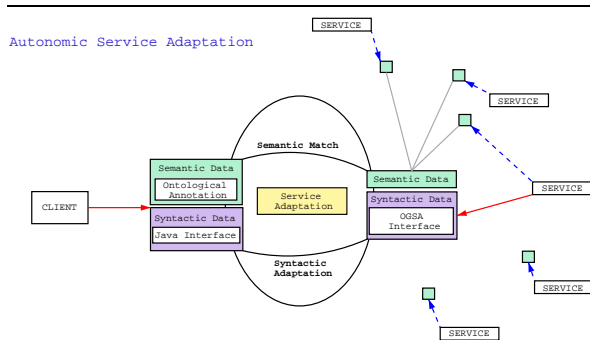 Autonomic Service Adaptation
SERVICE
SERVICE
Semantic Match
Semantic Data
Ontological
Annotation
Syntactic Data
Java Interface
Service
Adaptation
Semantic Data
Syntactic Data
OGSA
Interface
CLIENT
SERVICE
Syntactic
Adaptation
SERVICE
SERVICE